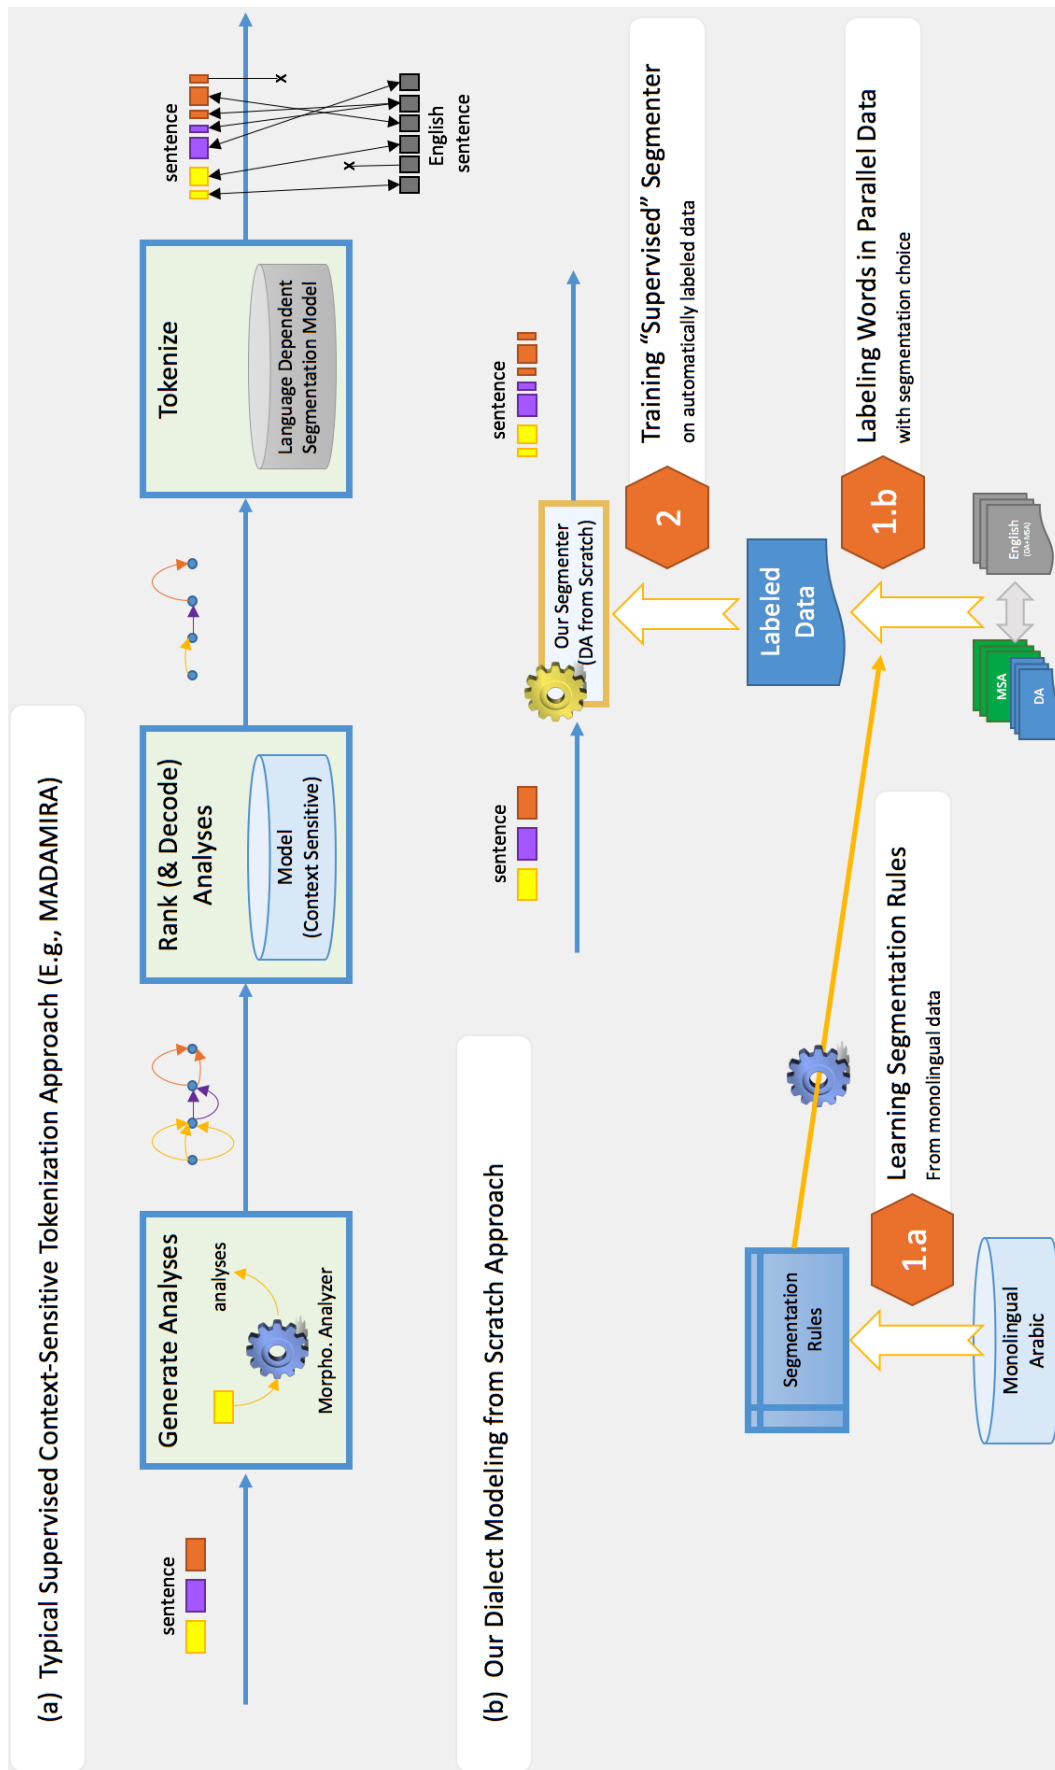 (a) Typical Supervised Context-Sensitive Tokenization Approach (E.g., MADAMIRA)
sentence
Generate Analyses
analyses
Morpho. Analyzer
Rank (& Decode)
Analyses
Model
(Context Sensitive)
Tokenize
Language Dependent
Segmentation Model
sentence
x
x
English
sentence
(b) Our Dialect Modeling from Scratch Approach
sentence
Our Segmenter
(DA from Scratch)
sentence
2
Training “Supervised” Segmenter
on automatically labeled data
Labeled
Data
1.b
Labeling Words in Parallel Data
with segmentation choice
Segmentation
Rules
1.a
Learning Segmentation Rules
From monolingual data
Monolingual
Arabic
MSA
DA
English
(DA+MSA)